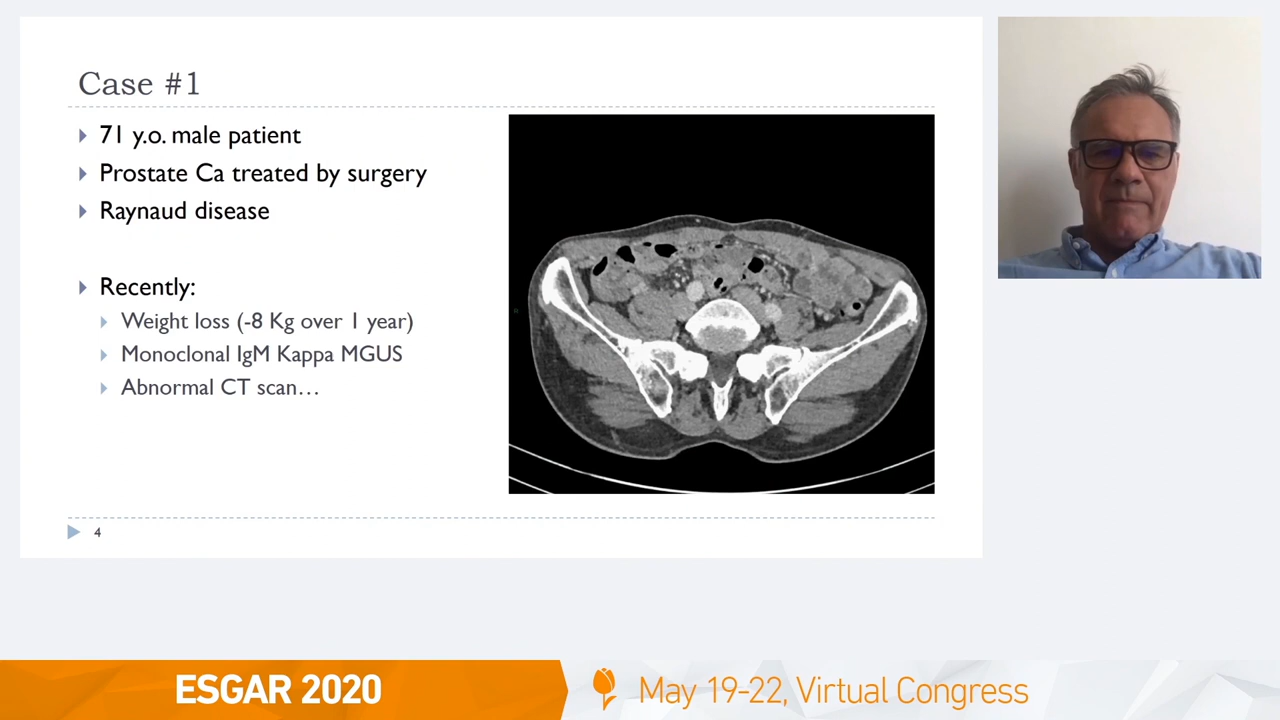 Case #1
71 y.o. male patient
Prostate Ca treated by surgery
Raynaud disease
Recently:
Weight loss (-8 Kg over 1 year)
Monoclonal IgM Kappa MGUS
Abnormal CT scan...
4
ESGAR 2020
May 19-22, Virtual Congress